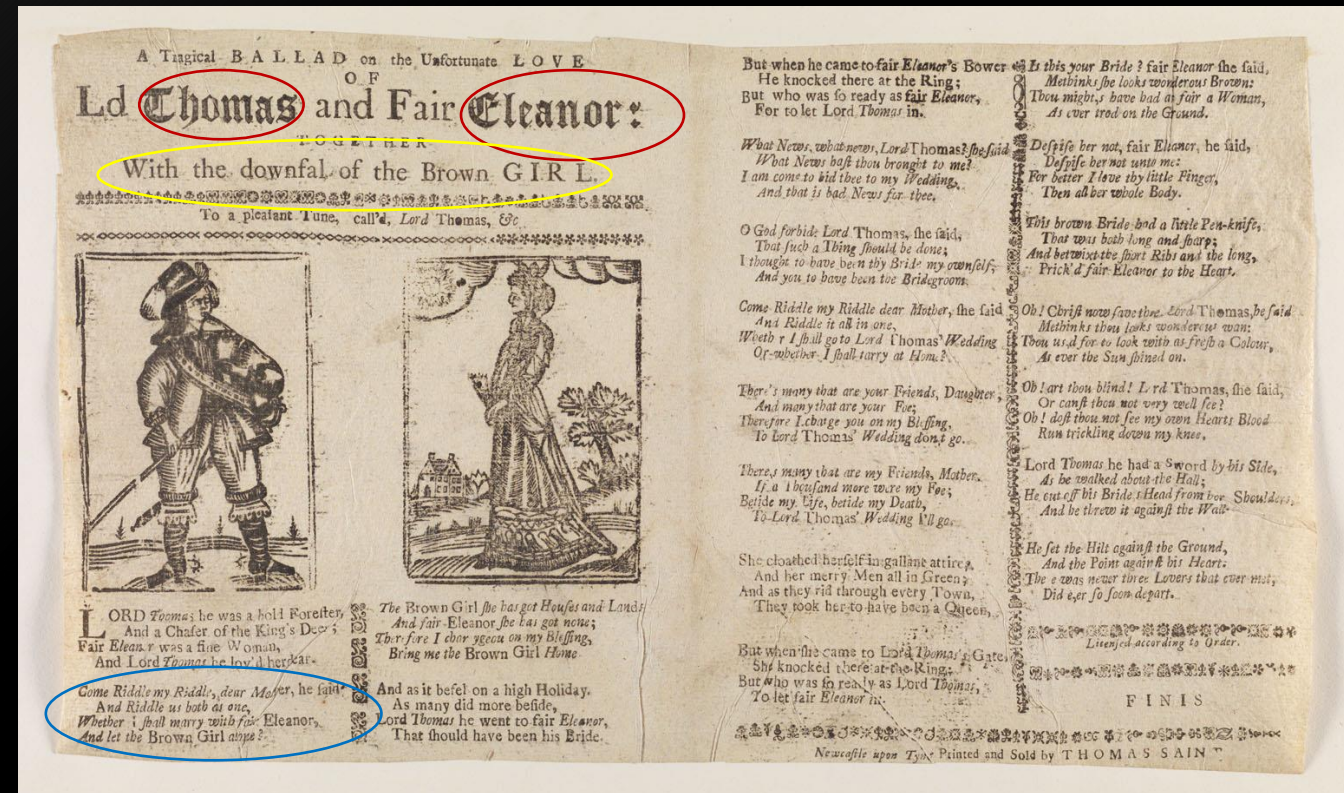 A Tragical BALLAD on the Unfortunate LOVE
OF
Ld Thomas and Fair Eleanor:
TOGETHER
With the downfal of the Brown GIRL.
To a pleasant Tune, call'd, Lord Thomas, &c
LORD Thomas he was a bold Forester,
And a Chaser of the King's Deer;
Fair Eleanor was a fine Woman,
And Lord Thomas he lov'd her dear.
Come Riddle my Riddle, dear Mother, he said
And Riddle us both as one,
Whether I shall marry with fair Eleanor,
And let the Brown Girl alone?
The Brown Girl she has got Houses and Lands
And fair Eleanor she has got none;
Therefore I char ygeou on my Blessing,
Bring me the Brown Girl Home
And as it befel on a high Holiday.
As many did more beside,
Lord Thomas he went to fair Eleanor,
That should have been his Bride.
But when he came to fair Eleanor's Bower
He knocked there at the Ring;
But who was so ready as fair Eleanor,
For to let Lord Thomas in.
What News, what news, Lord Thomas? she said
What News hast thou bronght to me?
I am come to bid thee to my Wedding,
And that is bad News for thee.
O God forbid, Lord Thomas, she said,
That such a Thing should be done;
I thought to have been thy Bride my ownself,
And you to have been the Bridegroom.
Come Riddle my Riddle dear Mother, she said
And Riddle it all in one,
Wheth r I shall go to Lord Thomas' Wedding
Or whether I shall tarry at Home?
There's many that are your Friends, Daughter,
And many that are your Foe;
Therefore I charge you on my Blessing,
To Lord Thomas' Wedding don,t go.
There,s many that are my Friends, Mother.
If a Thousand more were my Foe;
Betide my Life, betide my Death,
To Lord Thomas' Wedding I'll go.
She cloathed herself in gallant attire,
And her merry Men all in Green;
And as they rid through every Town,
They took her to have been a Queen,
But when she came to Lord Thomas's Gate,
She knocked there at the Ring;
But who was so ready as Lord Thomas,
To let fair Eleanor in.
Is this your Bride? fair Eleanor she said,
Methinks she looks wonderous Brown:
Thou might,s have had as fair a Woman,
As ever trod on the Ground.
Despise her not, fair Eleanor, he said,
Despise her not unto me:
For better I love thy little Finger,
Then all her whole Body.
This brown Bride had a little Pen-knife,
That was both long and sharp;
And betwixt the short Ribs and the long,
Prick'd fair Eleanor to the Heart.
Oh! Christ now save thee. Lord Thomas, he said
Methinks thou looks wonderous wan:
Thou us,d for to look with as fresh a Colour,
As ever the Sun shined on.
Oh! art thou blind! L rd Thomas, she said,
Or canst thou not very well see?
Oh! dost thou not see my own Hearts Blood
Run trickling down my knee.
Lord Thomas he had a Sword by his Side,
As he walked about the Hall;
He cut off his Bride's Head from her Shoulders,
And he threw it against the Wall.
He set the Hilt against the Ground,
And the Point against his Heart:
The e was never three Lovers that ever met,
Did e,er so soon depart.
Licensed according to Order.
FINIS
Newcastle upon Tyne Printed and Sold by THOMAS SAINT